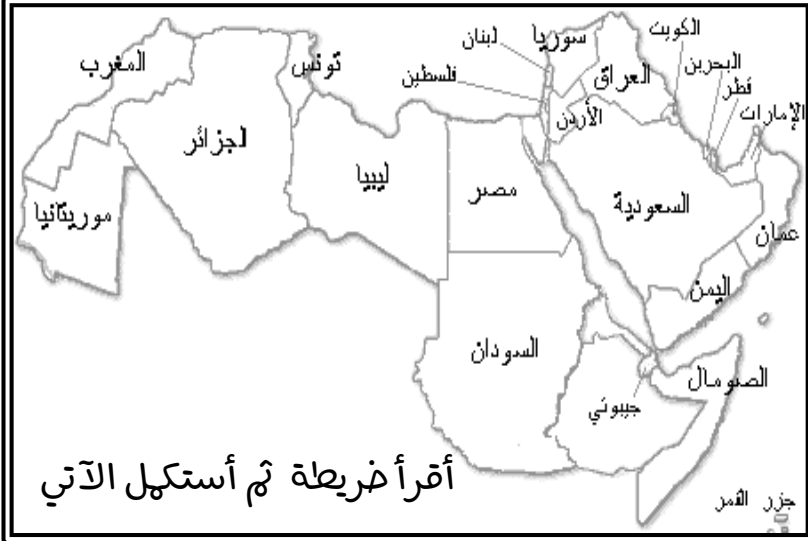 الكويت
سوريا
لبنان
البحرين
تونس
المغرب
العراق
فلسطين
قطر
الإمارات
الأردن
الجزائر
ليبيا
مصر
السعودية
موريتانيا
عمان
اليمن
السودان
الصومال
جيبوتي
أقرأ خريطة ثم أستكمل الآتي
جزر القمر